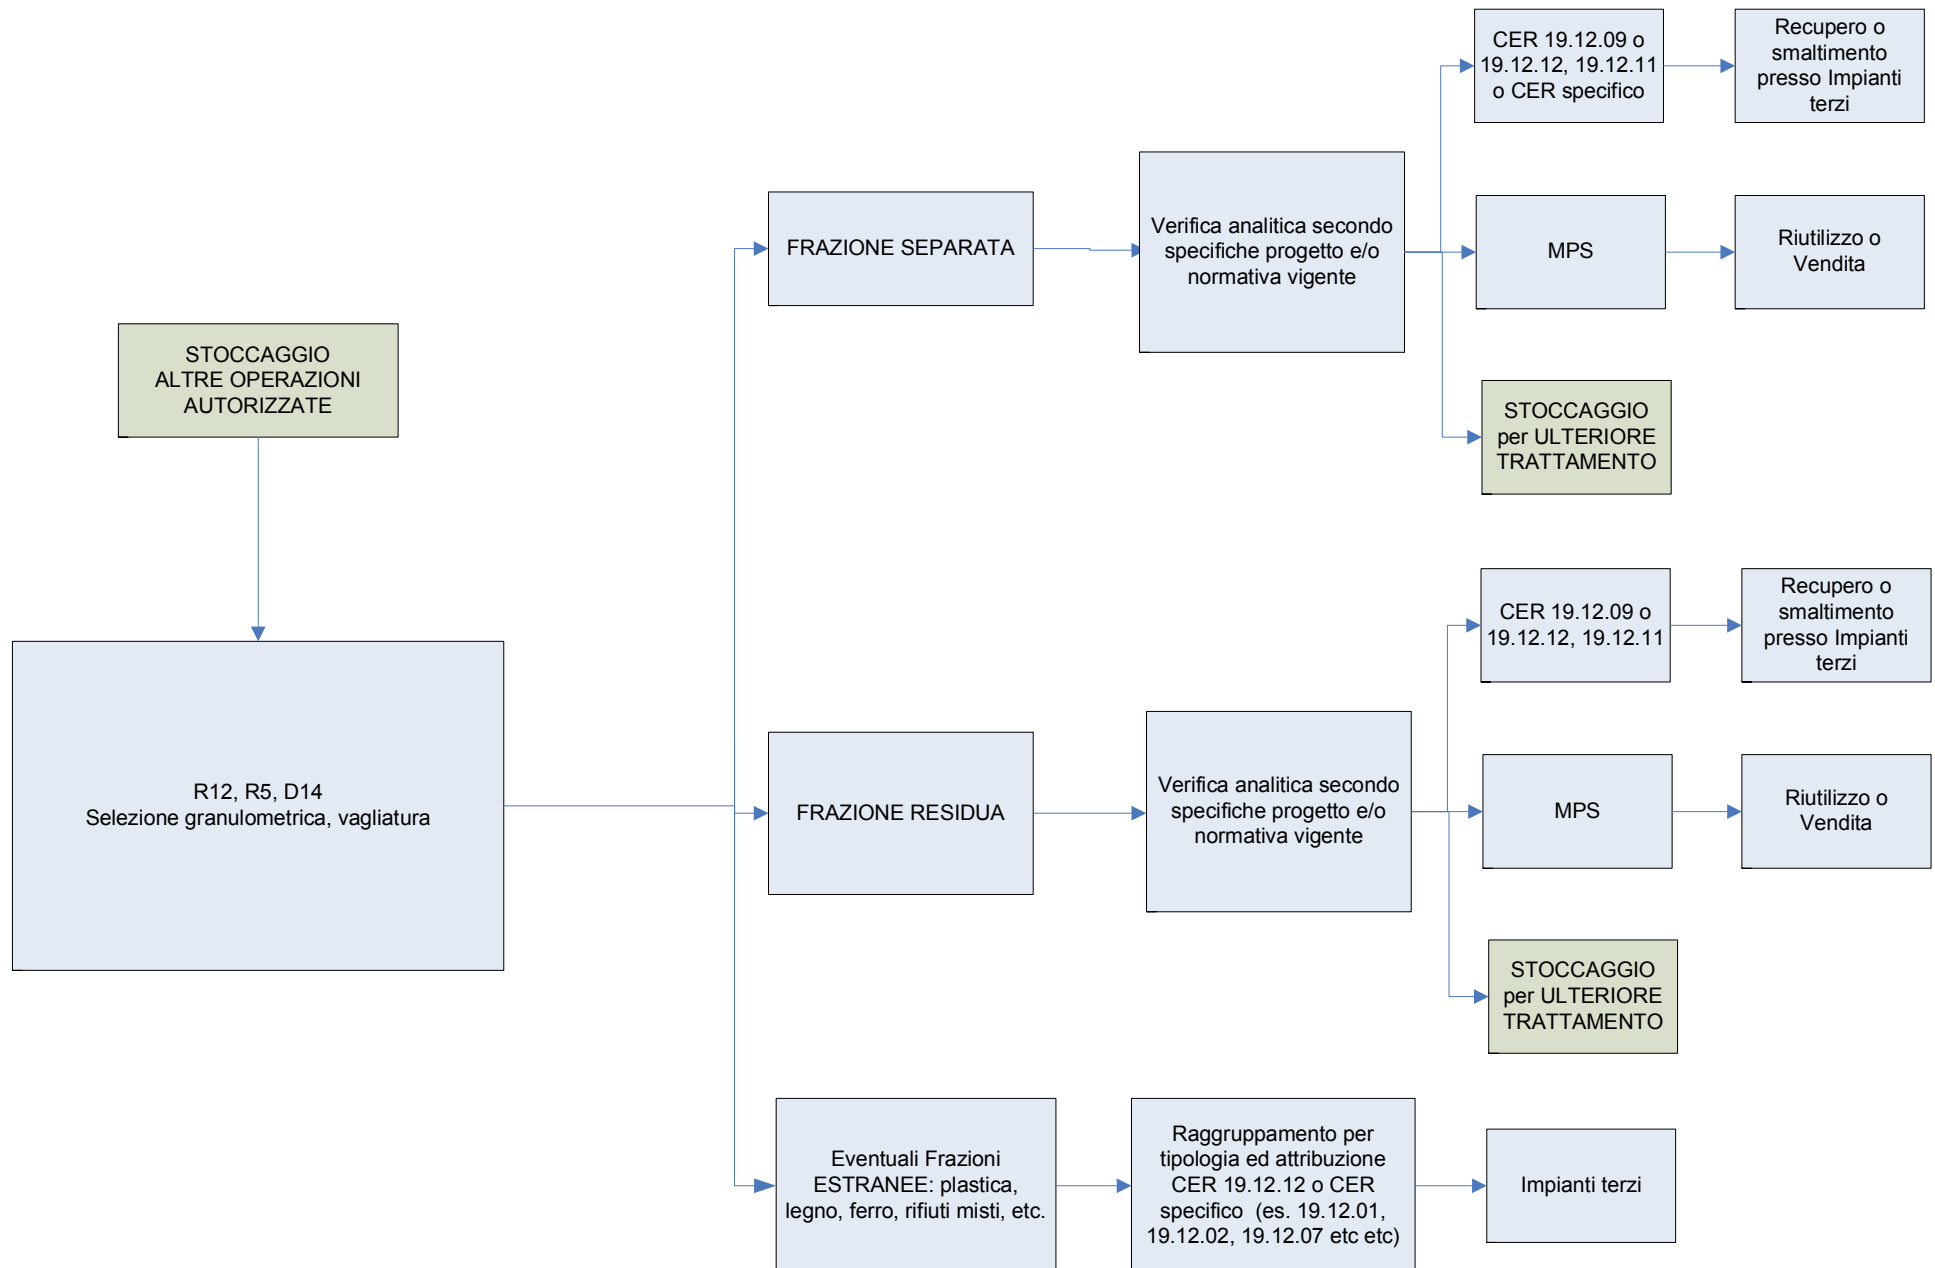 STOCCAGGIO
ALTRE OPERAZIONI
AUTORIZZATE
R12, R5, D14
Selezione granulometrica, vagliatura
FRAZIONE SEPARATA
Verifica analitica secondo
specifiche progetto e/o
normativa vigente
CER 19.12.09 o
19.12.12, 19.12.11
o CER specifico
Recupero o
smaltimento
presso Impianti
terzi
MPS
Riutilizzo o
Vendita
STOCCAGGIO
per ULTERIORE
TRATTAMENTO
FRAZIONE RESIDUA
Verifica analitica secondo
specifiche progetto e/o
normativa vigente
CER 19.12.09 o
19.12.12, 19.12.11
Recupero o
smaltimento
presso Impianti
terzi
MPS
Riutilizzo o
Vendita
STOCCAGGIO
per ULTERIORE
TRATTAMENTO
Eventuali Frazioni
ESTRANEE: plastica,
legno, ferro, rifiuti misti, etc.
Raggruppamento per
tipologia ed attribuzione
CER 19.12.12 o CER
specifico (es. 19.12.01,
19.12.02, 19.12.07 etc etc)
Impianti terzi